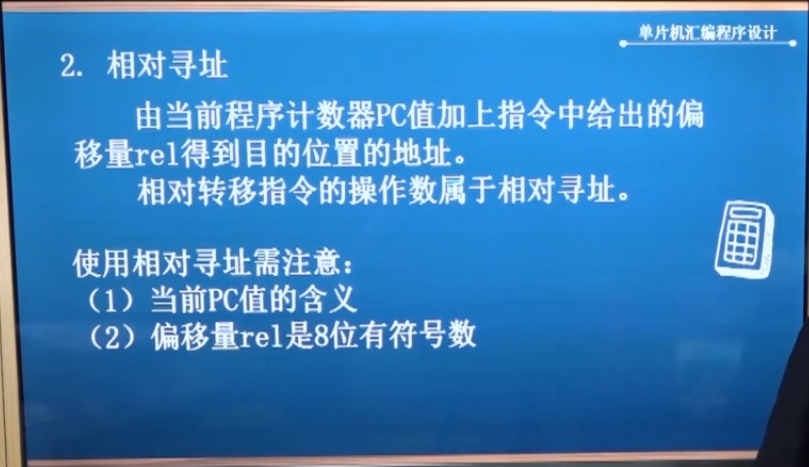 单片机汇编程序设计
2. 相对寻址
由当前程序计数器PC值加上指令中给出的偏
移量rel得到目的位置的地址。
相对转移指令的操作数属于相对寻址。
使用相对寻址需注意：
（1）当前PC值的含义
（2）偏移量rel是8位有符号数